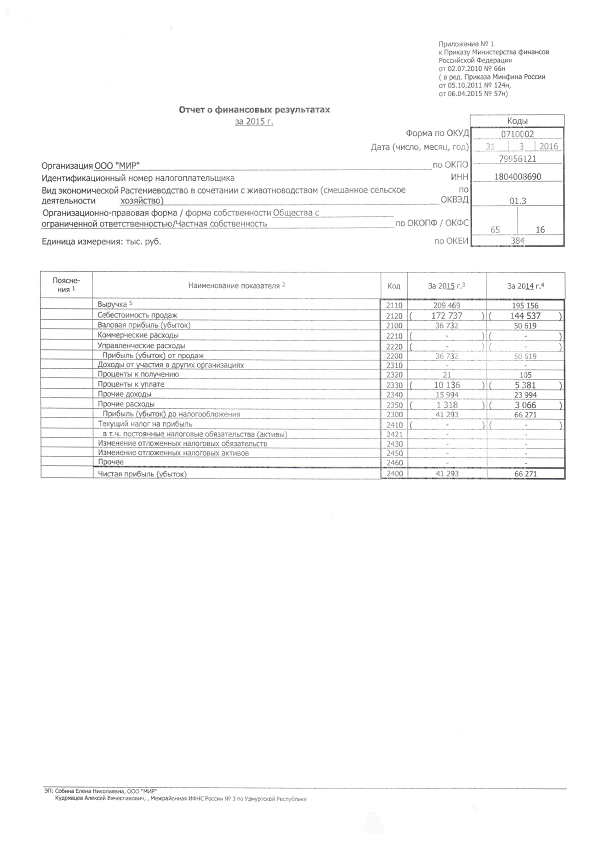 Приложение № 1
к Приказу Министерства финансов
Российской Федерации
от 02.07.2010 № 66н
( в ред. Приказа Минфина России
от 05.10.2011 № 124н,
от 06.04.2015 № 57н)
Отчет о финансовых результатах
за 2015 г.
Коды
Форма по ОКУД 0710002
Дата (число, месяц, год) 31 3 2016
Организация ООО "МИР" по ОКПО 79956121
Идентификационный номер налогоплательщика ИНН 1804008690
Вид экономической Растениеводство в сочетании с животноводством (смешанное сельское по
деятельности хозяйство) ОКВЭД 01.3
Организационно-правовая форма / форма собственности Общества с
ограниченной ответственностью/Частная собственность по ОКОПФ / ОКФС 65 16
Единица измерения: тыс. руб. по ОКЕИ 384
Поясне- Наименование показателя 2 Код За 2015 г.3 За 2014 г.4
ния 1
Выручка 5 2110 209 469 195 156
Себестоимость продаж 2120 ( 172 737 ) ( 144 537 )
Валовая прибыль (убыток) 2100 36 732 50 619
Коммерческие расходы 2210 ( - ) ( - )
Управленческие расходы 2220 ( - ) ( - )
Прибыль (убыток) от продаж 2200 36 732 50 619
Доходы от участия в других организациях 2310 - -
Проценты к получению 2320 21 105
Проценты к уплате 2330 ( 10 136 ) ( 5 381 )
Прочие доходы 2340 15 994 23 994
Прочие расходы 2350 ( 1 318 ) ( 3 066 )
Прибыль (убыток) до налогообложения 2300 41 293 66 271
Текущий налог на прибыль 2410 ( - ) ( - )
в т.ч. постоянные налоговые обязательства (активы) 2421 - -
Изменение отложенных налоговых обязательств 2430 - -
Изменение отложенных налоговых активов 2450 - -
Прочее 2460 - -
Чистая прибыль (убыток) 2400 41 293 66 271
ЭП: Собина Елена Николаевна, ООО "МИР"
Кудрявцев Алексей Вячеславович, , Межрайонная ИФНС России № 3 по Удмуртской Республике